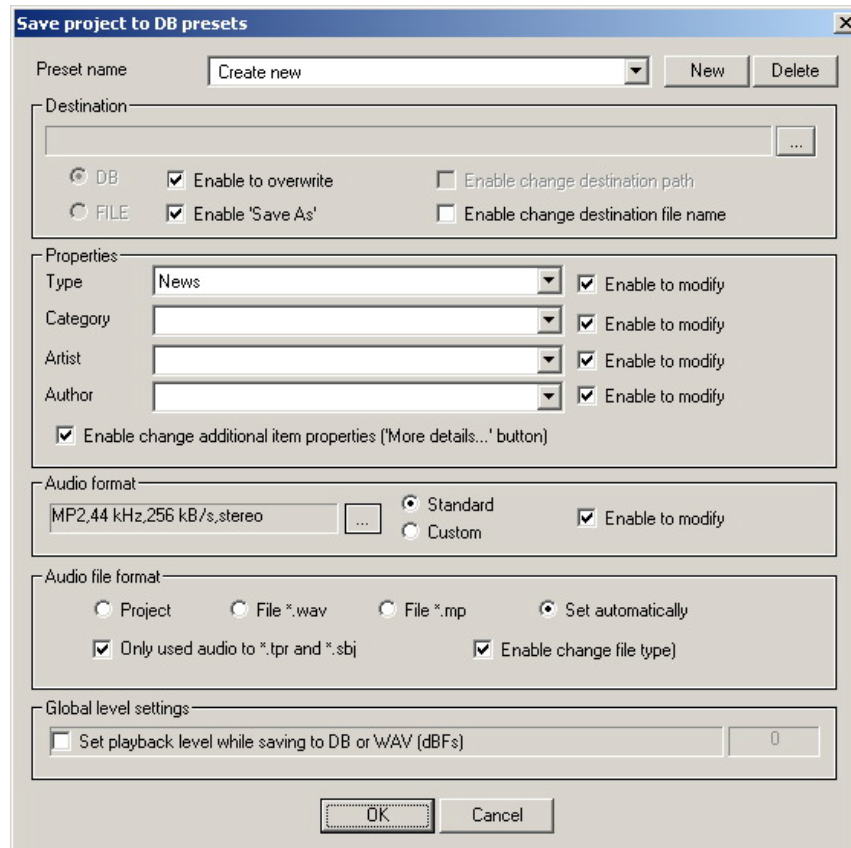 Save project to DB presets
Preset name Create new New Delete
Destination
...
DB Enable to overwrite Enable change destination path
FILE Enable 'Save As' Enable change destination file name
Properties
Type News Enable to modify
Category Enable to modify
Artist Enable to modify
Author Enable to modify
Enable change additional item properties ('More details...' button)
Audio format
MP2,44 kHz,256 kB/s,stereo ... Standard Enable to modify
Custom
Audio file format
Project File *.wav File *.mp Set automatically
Only used audio to *.tpr and *.sbj Enable change file type)
Global level settings
Set playback level while saving to DB or WAV (dBFs) 0
OK Cancel